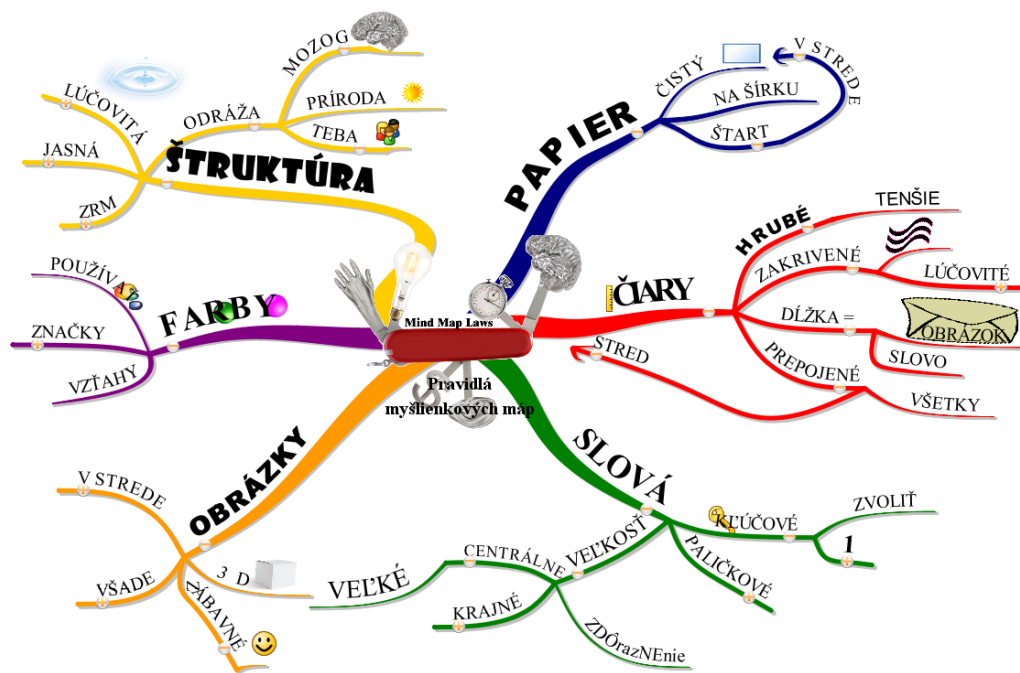 Mind Map Laws
Pravidlá
myšlienkových máp
PAPIER
ČISTÝ
V STREDE
NA ŠÍRKU
ŠTART
ČIARY
HRUBÉ
TENŠIE
ZAKRIVENÉ
LÚČOVITÉ
DĹŽKA =
OBRÁZOK
SLOVO
PREPOJENÉ
VŠETKY
STRED
SLOVÁ
KĽÚČOVÉ
ZVOLIŤ
1
PALIČKOVÉ
VEĽKOSŤ
CENTRÁLNE
VEĽKÉ
KRAJNÉ
ZDÔrazNEnie
OBRÁZKY
V STREDE
VŠADE
3 D
ZÁBAVNÉ
FARBY
POUŽÍVAŤ
ZNAČKY
VZŤAHY
ŠTRUKTÚRA
LÚČOVITÁ
JASNÁ
ZRM
ODRÁŽA
MOZOG
PRÍRODA
TEBA